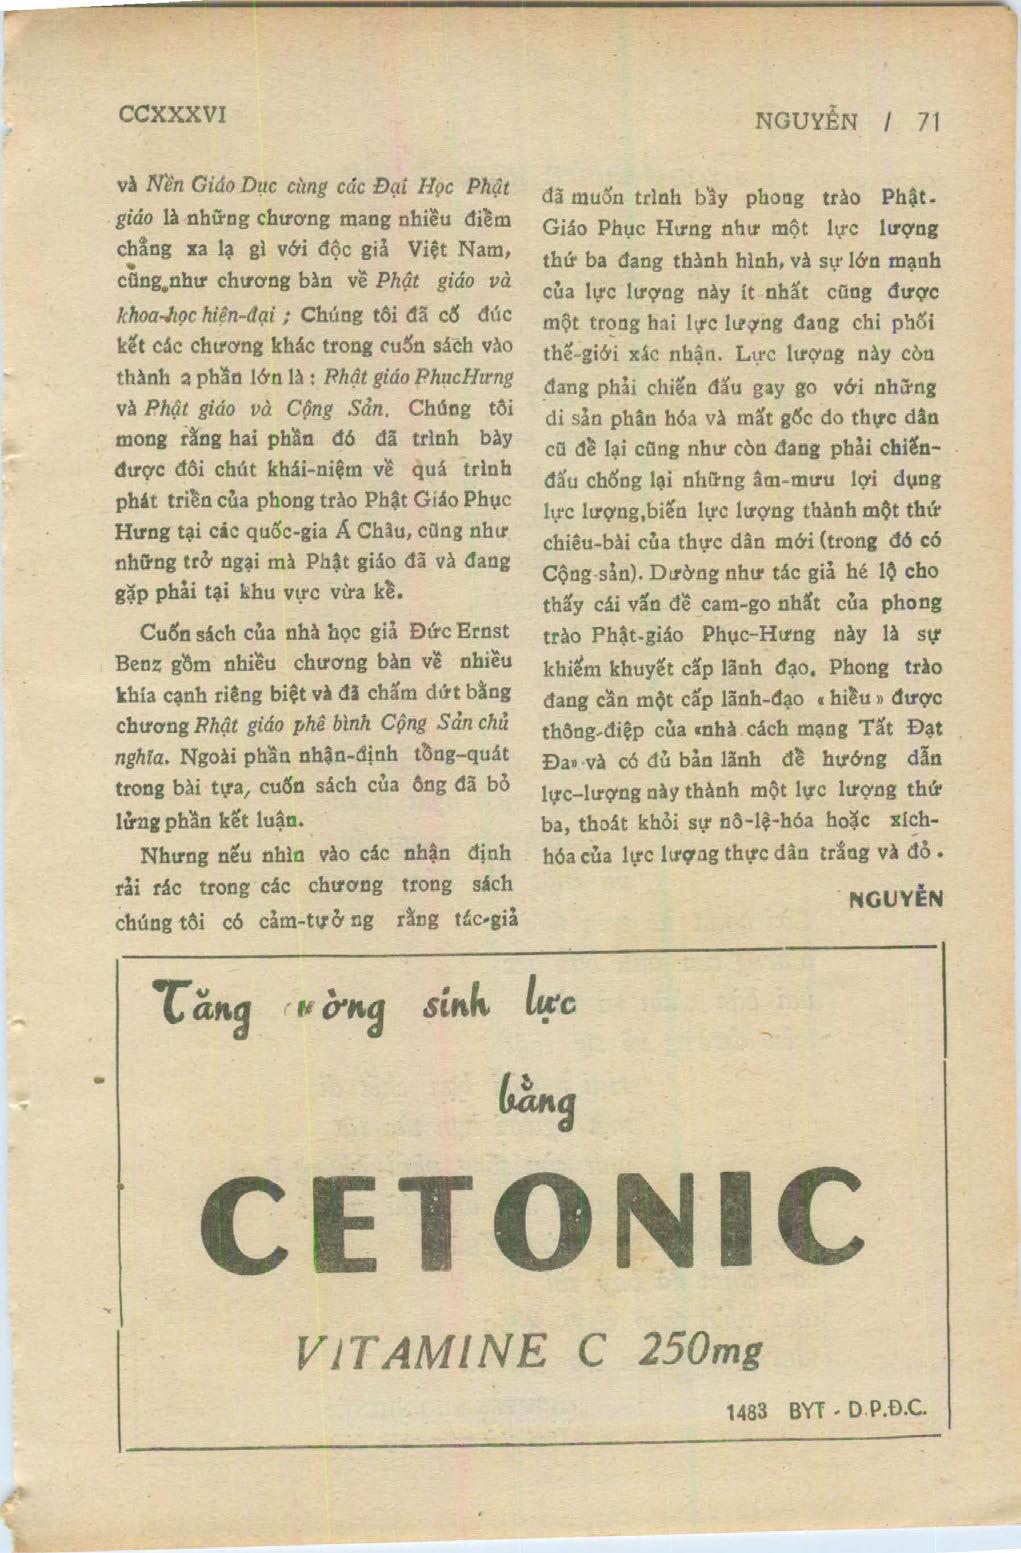 CCXXXVI
NGUYỄN / 71
và Nền Giáo Dục cùng các Đại Học Phật
giáo là những chương mang nhiều điểm
chẳng xa lạ gì với độc giả Việt Nam,
cũng như chương bàn về Phật giáo và
khoa-học hiện-đại ; Chúng tôi đã cố đúc
kết các chương khác trong cuốn sách vào
thành 2 phần lớn là : Phật giáo PhụcHưng
và Phật giáo và Cộng Sản. Chúng tôi
mong rằng hai phần đó đã trình bày
được đôi chút khái-niệm về quá trình
phát triển của phong trào Phật Giáo Phục
Hưng tại các quốc-gia Á Châu, cũng như
những trở ngại mà Phật giáo đã và đang
gặp phải tại khu vực vừa kề.
Cuốn sách của nhà học giả Đức Ernst
Benz gồm nhiều chương bàn về nhiều
khía cạnh riêng biệt và đã chấm dứt bằng
chương Phật giáo phê bình Cộng Sản chủ
nghĩa. Ngoài phần nhận-định tổng-quát
trong bài tựa, cuốn sách của ông đã bỏ
lửng phần kết luận.
Nhưng nếu nhìn vào các nhận định
rải rác trong các chương trong sách
chúng tôi có cảm-tưởng rằng tác-giả
đã muốn trình bầy phong trào Phật-
Giáo Phục Hưng như một lực lượng
thứ ba đang thành hình, và sự lớn mạnh
của lực lượng này ít nhất cũng được
một trong hai lực lượng đang chi phối
thế-giới xác nhận. Lực lượng này còn
đang phải chiến đấu gay go với những
di sản phân hóa và mất gốc do thực dân
cũ để lại cũng như còn đang phải chiến-
đấu chống lại những âm-mưu lợi dụng
lực lượng,biến lực lượng thành một thứ
chiêu-bài của thực dân mới (trong đó có
Cộng-sản). Dường như tác giả hé lộ cho
thấy cái vấn đề cam-go nhất của phong
trào Phật-giáo Phục-Hưng này là sự
khiếm khuyết cấp lãnh đạo. Phong trào
đang cần một cấp lãnh-đạo « hiểu » được
thông-điệp của «nhà cách mạng Tất Đạt
Đa» và có đủ bản lãnh để hướng dẫn
lực-lượng này thành một lực lượng thứ
ba, thoát khỏi sự nô-lệ-hóa hoặc xích-
hóa của lực lượng thực dân trắng và đỏ .
NGUYỄN
Tăng ường sinh lực
bằng
CETONIC
VITAMINE C 250mg
1483 BYT - D.P.Đ.C.